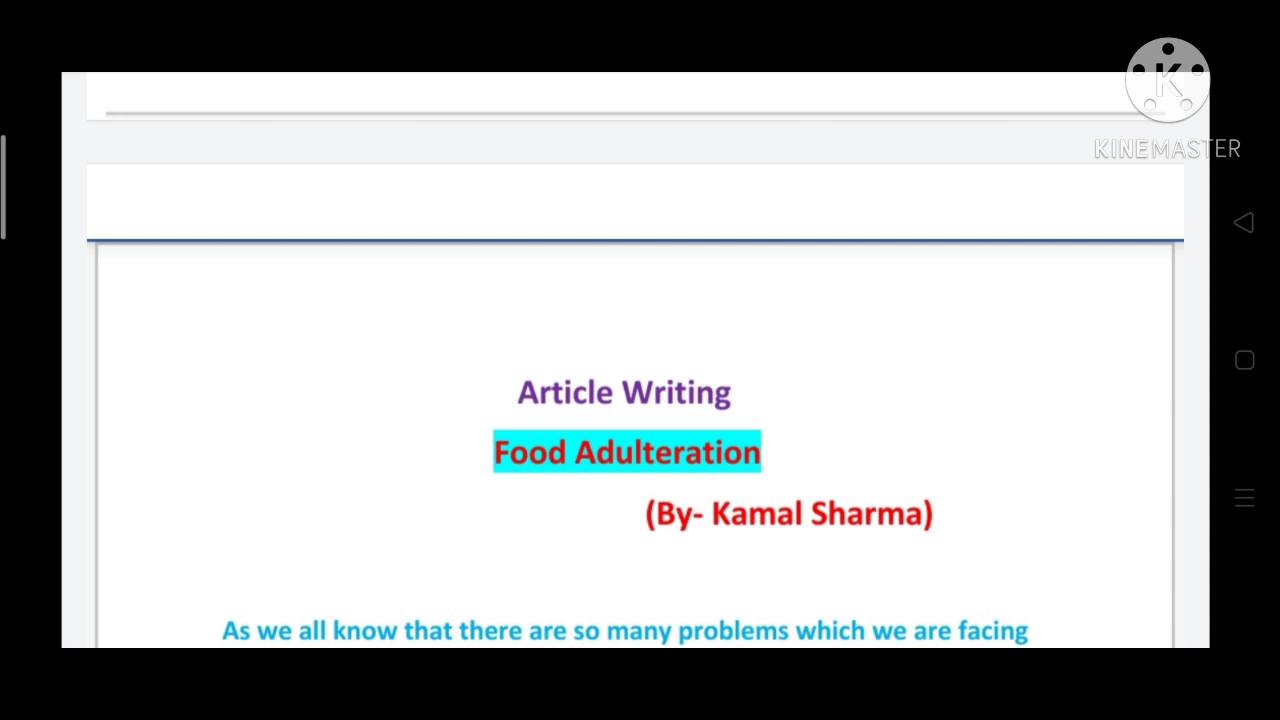 KINEMASTER
Article Writing
Food Adulteration
(By- Kamal Sharma)
As we all know that there are so many problems which we are facing